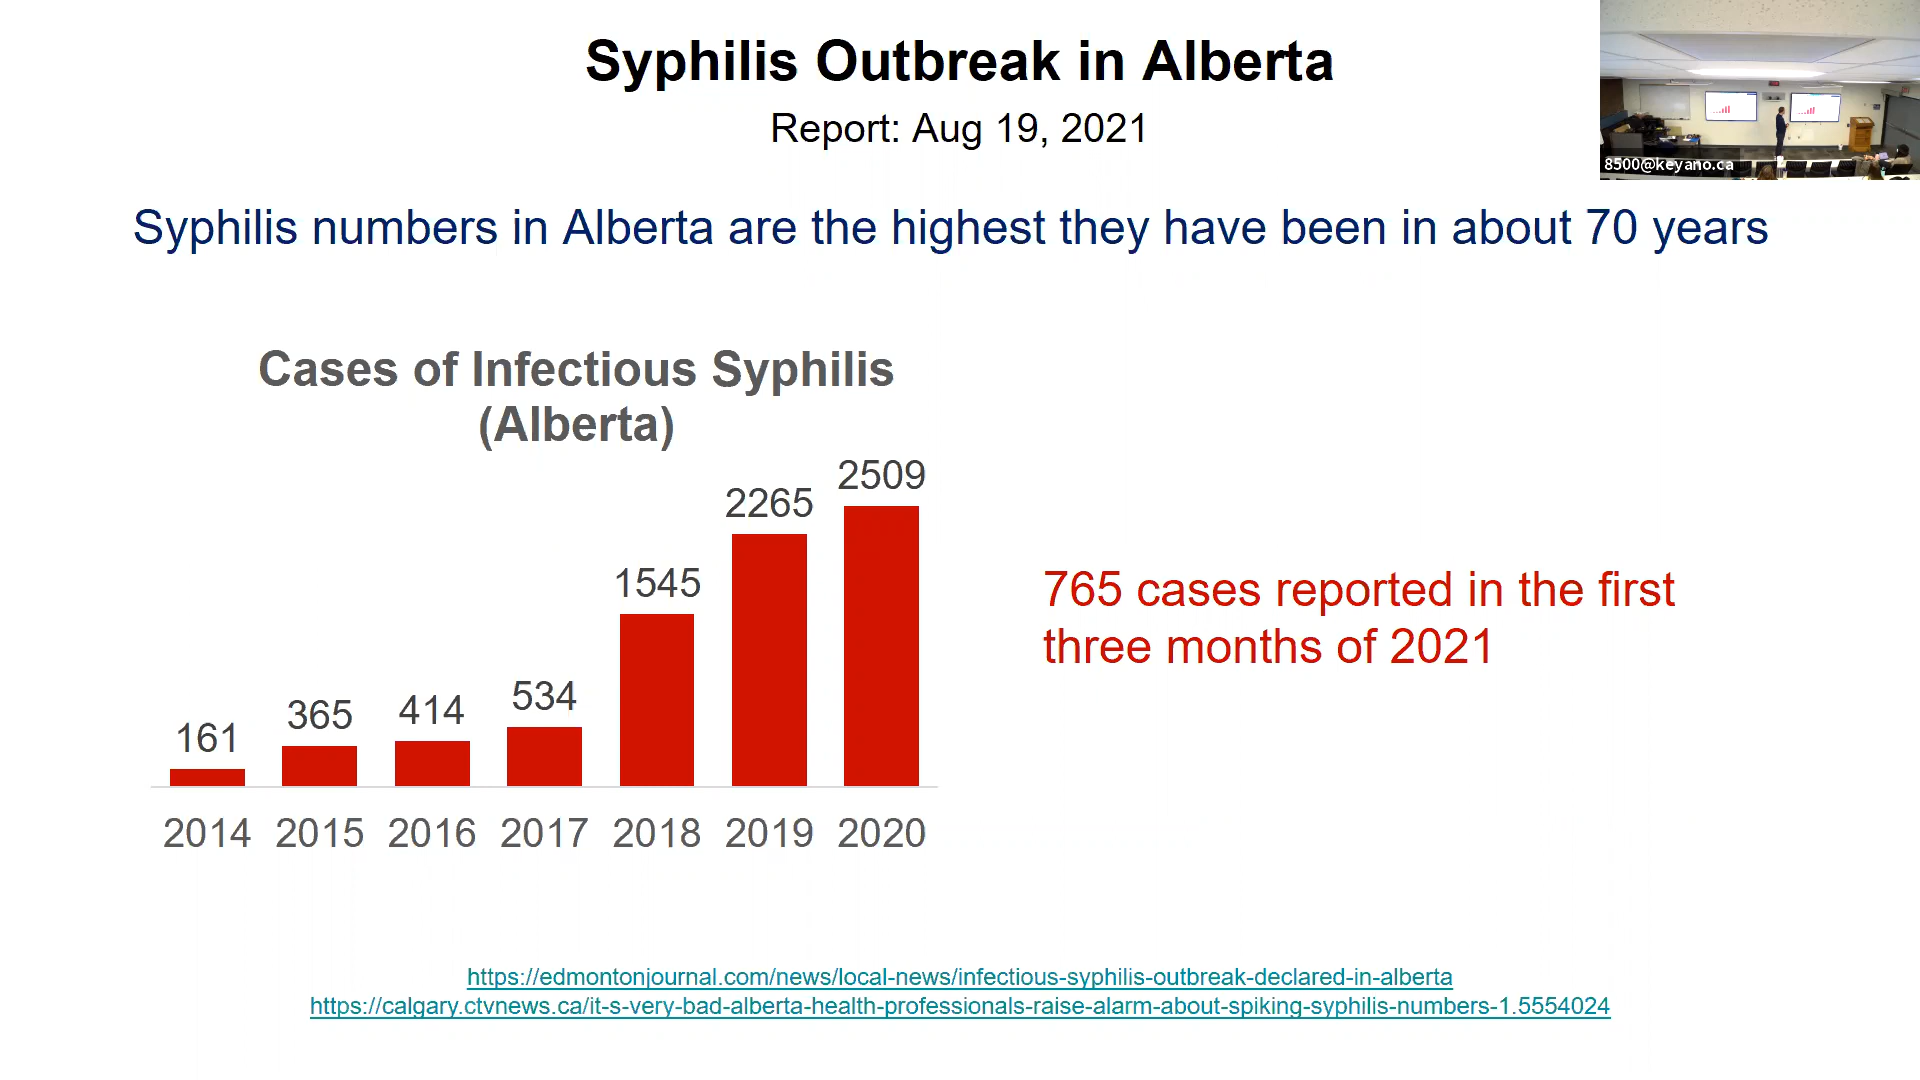 Syphilis Outbreak in Alberta
Report: Aug 19, 2021
8500@keyano.ca
Syphilis numbers in Alberta are the highest they have been in about 70 years
Cases of Infectious Syphilis
(Alberta)
161
365
414
534
1545
2265
2509
2014 2015 2016 2017 2018 2019 2020
765 cases reported in the first
three months of 2021
https://edmontonjournal.com/news/local-news/infectious-syphilis-outbreak-declared-in-alberta
https://calgary.ctvnews.ca/it-s-very-bad-alberta-health-professionals-raise-alarm-about-spiking-syphilis-numbers-1.5554024